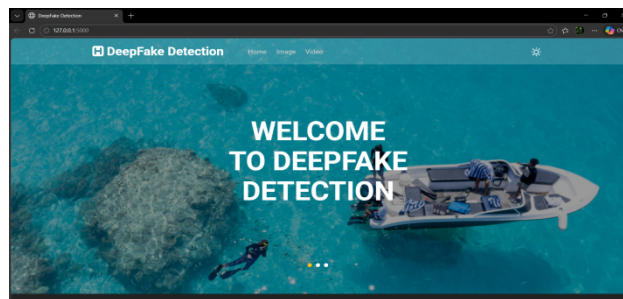 Deepfake Detection
127.0.0.1:5000
DeepFake Detection
Home Image Video
WELCOME
TO DEEPFAKE
DETECTION